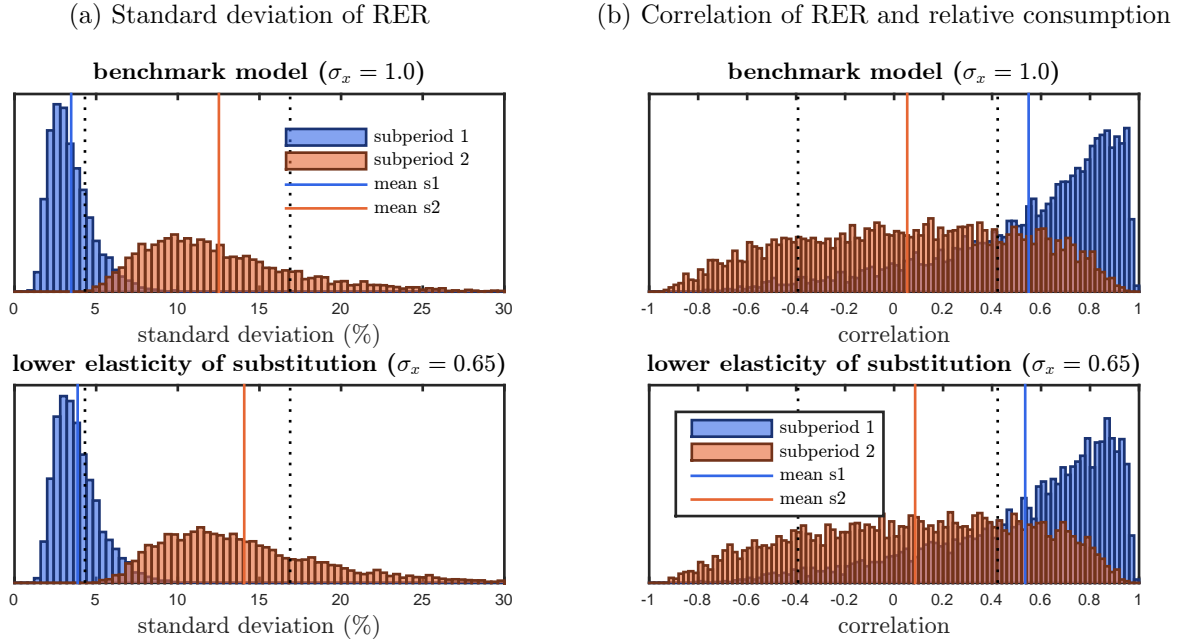 (a) Standard deviation of RER
benchmark model (σx = 1.0)
subperiod 1
subperiod 2
mean s1
mean s2
0 5 10 15 20 25 30
standard deviation (%)
lower elasticity of substitution (σx = 0.65)
0 5 10 15 20 25 30
standard deviation (%)
(b) Correlation of RER and relative consumption
benchmark model (σx = 1.0)
-1 -0.8 -0.6 -0.4 -0.2 0 0.2 0.4 0.6 0.8 1
correlation
lower elasticity of substitution (σx = 0.65)
subperiod 1
subperiod 2
mean s1
mean s2
-1 -0.8 -0.6 -0.4 -0.2 0 0.2 0.4 0.6 0.8 1
correlation